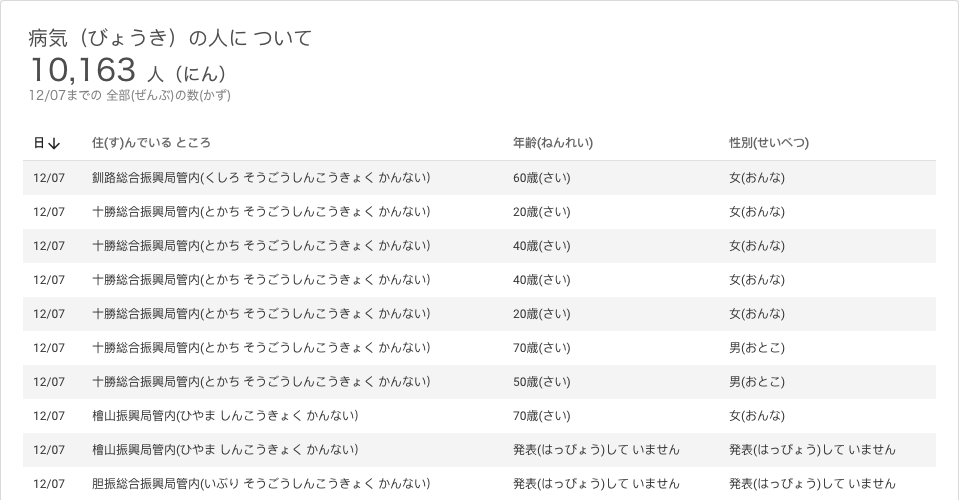 病気（びょうき）の人に ついて
10,163 人（にん）
12/07までの 全部(ぜんぶ)の数(かず)
日↓ 住(す)んでいる ところ 年齢(ねんれい) 性別(せいべつ)
12/07 釧路総合振興局管内(くしろ そうごうしんこうきょく かんない) 60歳(さい) 女(おんな)
12/07 十勝総合振興局管内(とかち そうごうしんこうきょく かんない) 20歳(さい) 女(おんな)
12/07 十勝総合振興局管内(とかち そうごうしんこうきょく かんない) 40歳(さい) 女(おんな)
12/07 十勝総合振興局管内(とかち そうごうしんこうきょく かんない) 40歳(さい) 女(おんな)
12/07 十勝総合振興局管内(とかち そうごうしんこうきょく かんない) 20歳(さい) 女(おんな)
12/07 十勝総合振興局管内(とかち そうごうしんこうきょく かんない) 70歳(さい) 男(おとこ)
12/07 十勝総合振興局管内(とかち そうごうしんこうきょく かんない) 50歳(さい) 男(おとこ)
12/07 檜山振興局管内(ひやま しんこうきょく かんない) 70歳(さい) 女(おんな)
12/07 檜山振興局管内(ひやま しんこうきょく かんない) 発表(はっぴょう)して いません 発表(はっぴょう)して いません
12/07 胆振総合振興局管内(いぶり そうごうしんこうきょく かんない) 発表(はっぴょう)して いません 発表(はっぴょう)して いません